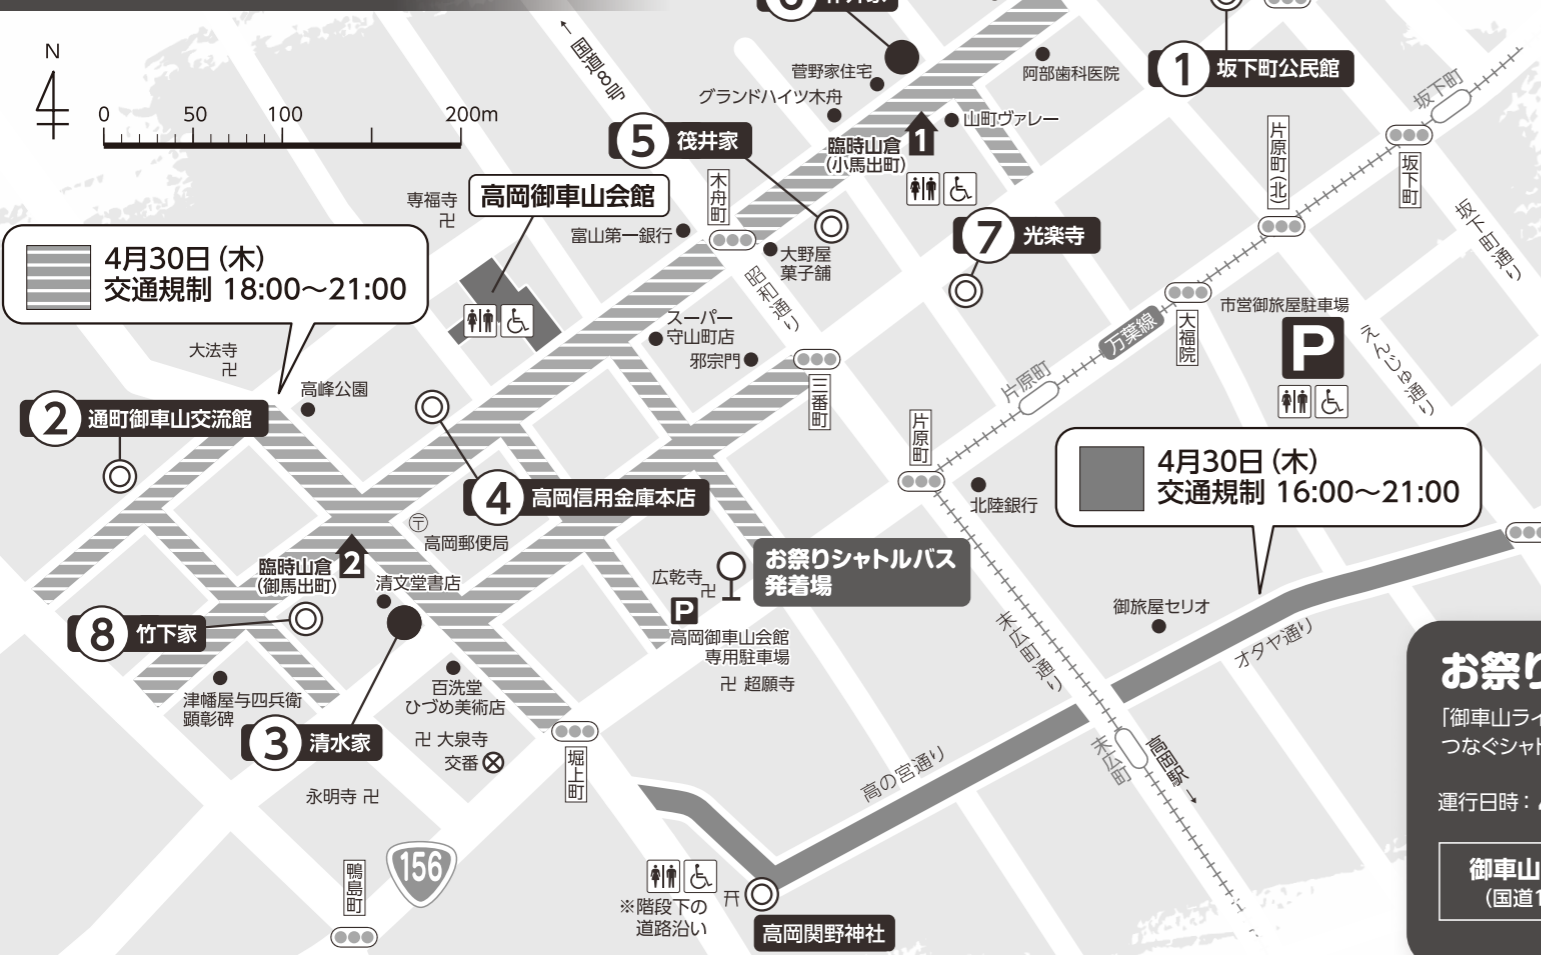 N
0 50 100 200m
↑国道8号
菅野家住宅
グランドハイツ木舟
阿部歯科医院
1 坂下町公民館
坂下町
片原町(北)
坂下町
坂下町通り
5 筏井家
臨時山倉
(小馬出町)
1
山町ヴァレー
木舟町
専福寺
卍
高岡御車山会館
富山第一銀行
大野屋
菓子舗
昭和通り
7 光楽寺
4月30日(木)
交通規制 18:00〜21:00
スーパー
守山町店
邪宗門
三番町
万葉線
大福院
片原町
市営御旅屋駐車場
P
えんじゅ通り
大法寺
卍
高峰公園
2 通町御車山交流館
片原町
北陸銀行
4月30日(木)
交通規制 16:00〜21:00
4 高岡信用金庫本店
〒
高岡郵便局
臨時山倉
(御馬出町)
2
清文堂書店
8 竹下家
広乾寺 卍
P
高岡御車山会館
専用駐車場
お祭りシャトルバス
発着場
卍 超願寺
御旅屋セリオ
末広町通り
オタヤ通り
津幡屋与四兵衛
顕彰碑
3 清水家
百洗堂
ひづめ美術店
卍 大泉寺
交番
堀上町
永明寺 卍
156
鴨島町
高の宮通り
末広町
高岡駅→
※階段下の
道路沿い
高岡関野神社
お祭り
「御車山ライ
つなぐシャト
運行日時:
御車山
(国道1